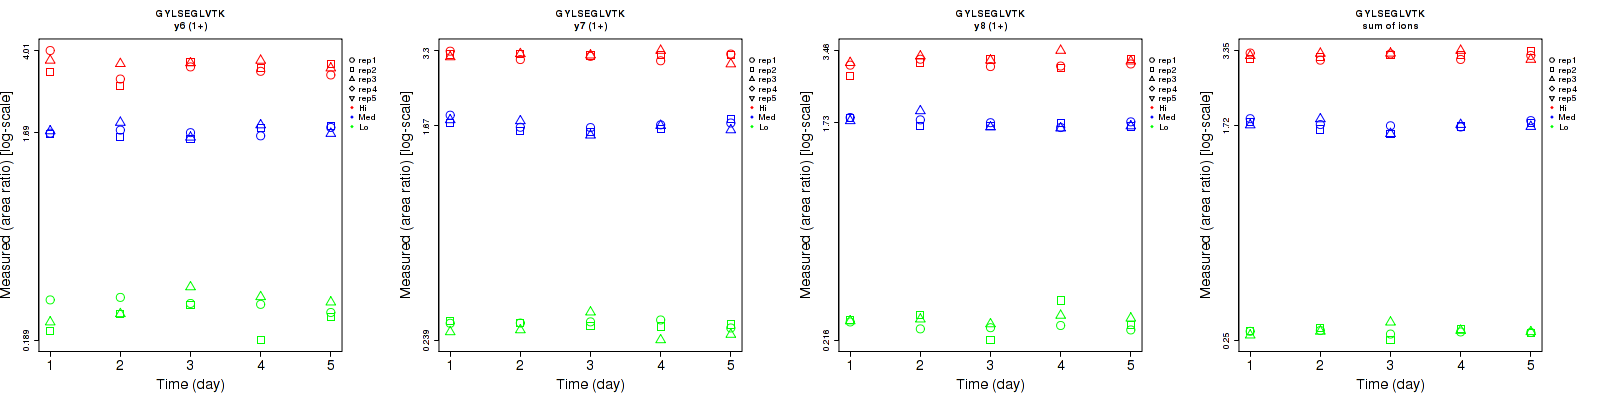 GYLSEGLVTK
y6 (1+)
Measured (area ratio) [log-scale]
4.01
1.69
0.189
1 2 3 4 5
Time (day)
rep1
rep2
rep3
rep4
rep5
Hi
Med
Lo
GYLSEGLVTK
y7 (1+)
Measured (area ratio) [log-scale]
3.3
1.67
0.239
1 2 3 4 5
Time (day)
rep1
rep2
rep3
rep4
rep5
Hi
Med
Lo
GYLSEGLVTK
y8 (1+)
Measured (area ratio) [log-scale]
3.46
1.73
0.216
1 2 3 4 5
Time (day)
rep1
rep2
rep3
rep4
rep5
Hi
Med
Lo
GYLSEGLVTK
sum of ions
Measured (area ratio) [log-scale]
3.35
1.72
0.25
1 2 3 4 5
Time (day)
rep1
rep2
rep3
rep4
rep5
Hi
Med
Lo